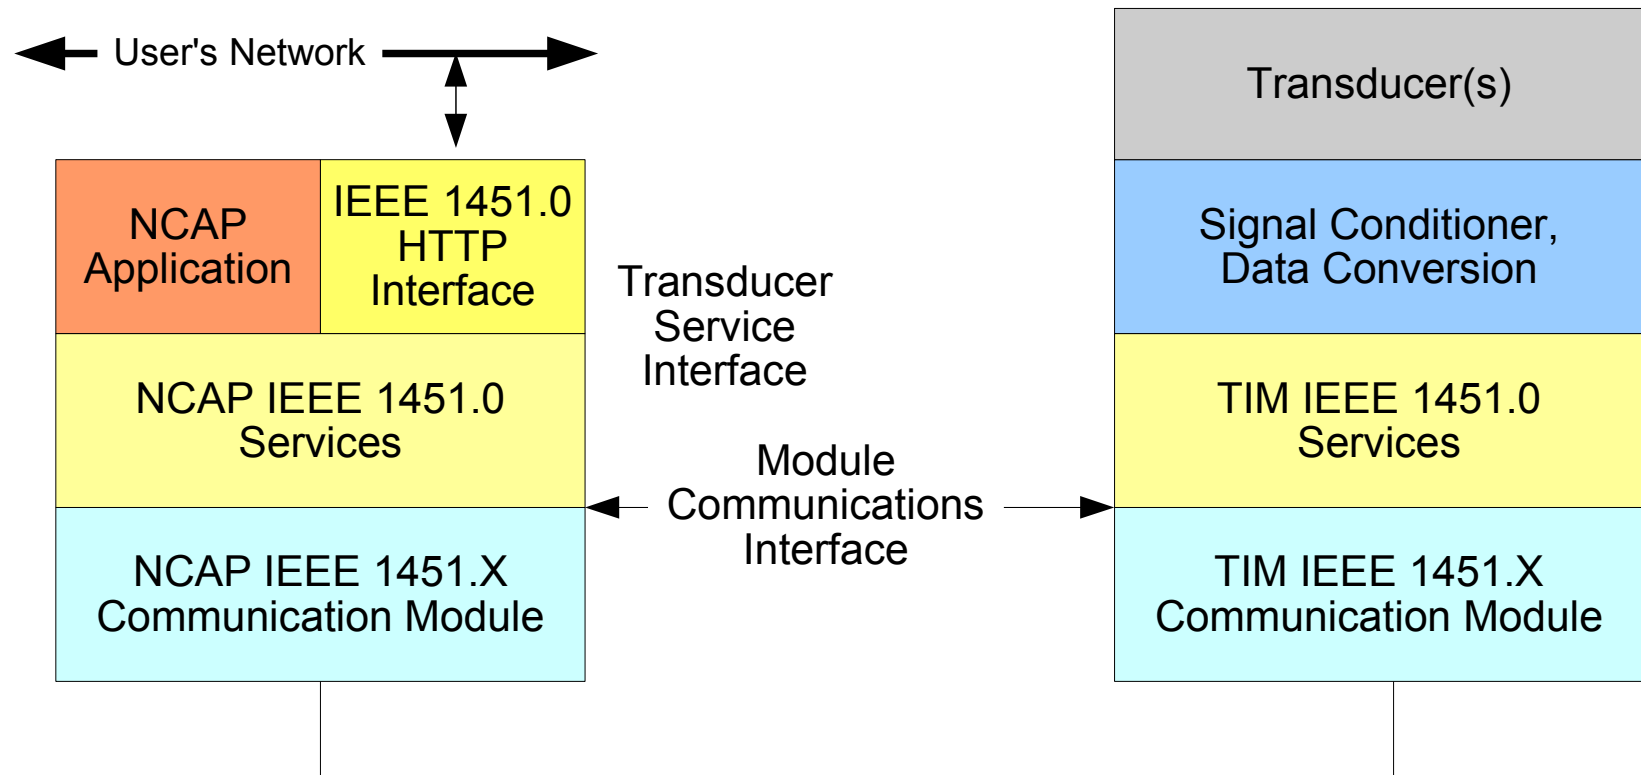 User's Network
NCAP
Application
IEEE 1451.0
HTTP
Interface
NCAP IEEE 1451.0
Services
NCAP IEEE 1451.X
Communication Module
Transducer
Service
Interface
Module
Communications
Interface
Transducer(s)
Signal Conditioner,
Data Conversion
TIM IEEE 1451.0
Services
TIM IEEE 1451.X
Communication Module